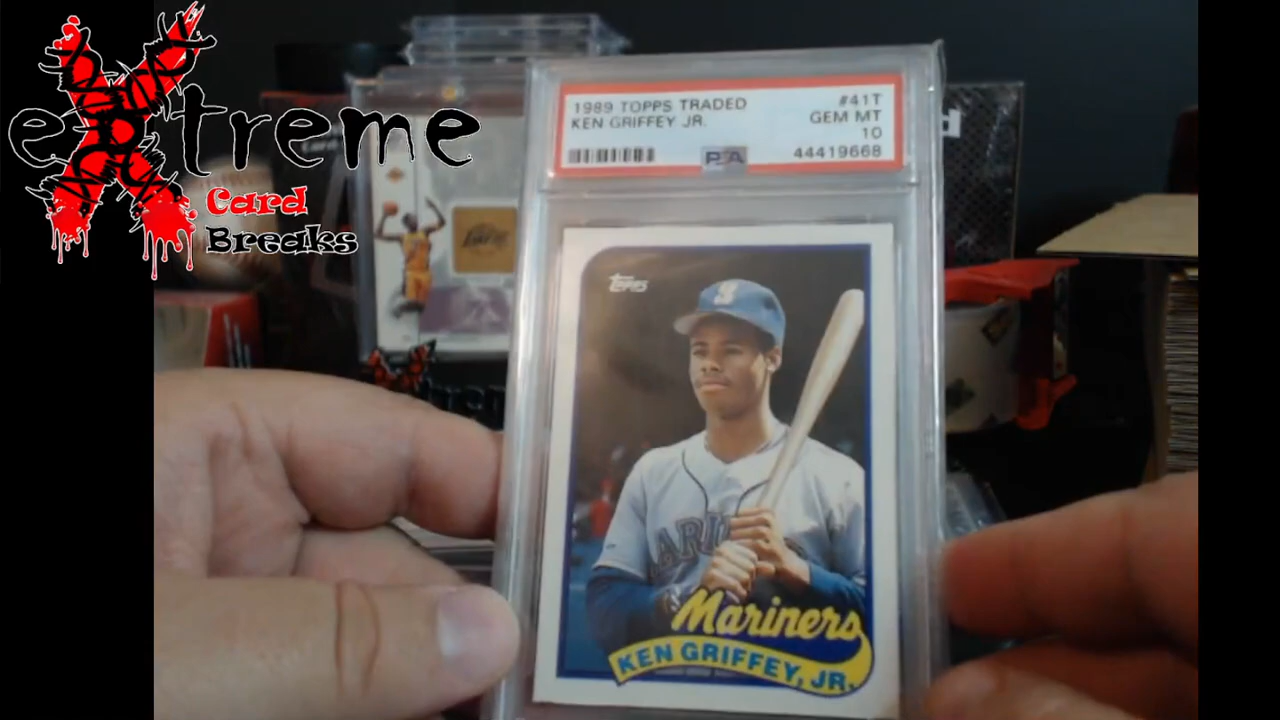 eXtreme
Card
Breaks
1989 TOPPS TRADED #41T
KEN GRIFFEY JR. GEM MT
10
PSA 44419668
Topps
S
Mariners
KEN GRIFFEY, JR.